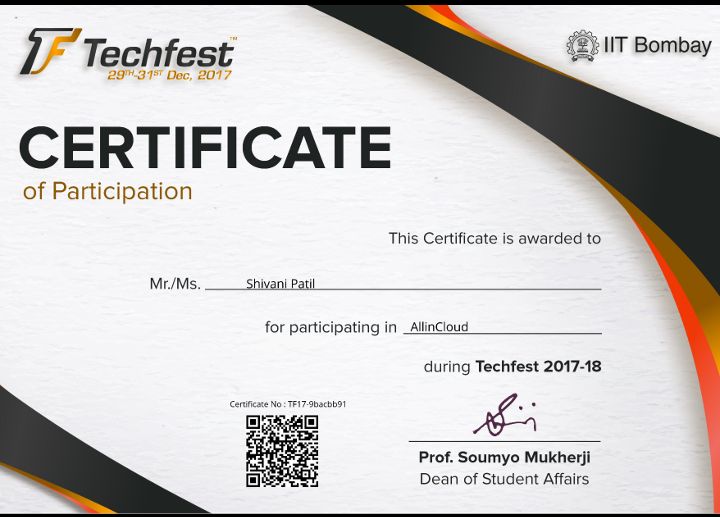 TF Techfest™
29TH-31ST Dec, 2017
IIT Bombay
CERTIFICATE
of Participation
This Certificate is awarded to
Mr./Ms. Shivani Patil
for participating in AllinCloud
during Techfest 2017-18
Certificate No : TF17-9bacbb91
Prof. Soumyo Mukherji
Dean of Student Affairs